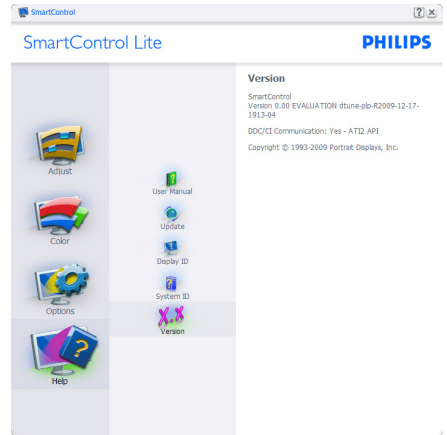 SmartControl
? x
SmartControl Lite
PHILIPS
Adjust
Color
Options
?
Help
?
User Manual
Update
Display ID
?
System ID
X.X
Version
Version
SmartControl
Version 0.00 EVALUATION dtune-plp-R2009-12-17-
1913-04
DDC/CI Communication: Yes - ATI2 API
Copyright © 1993-2009 Portrait Displays, Inc.